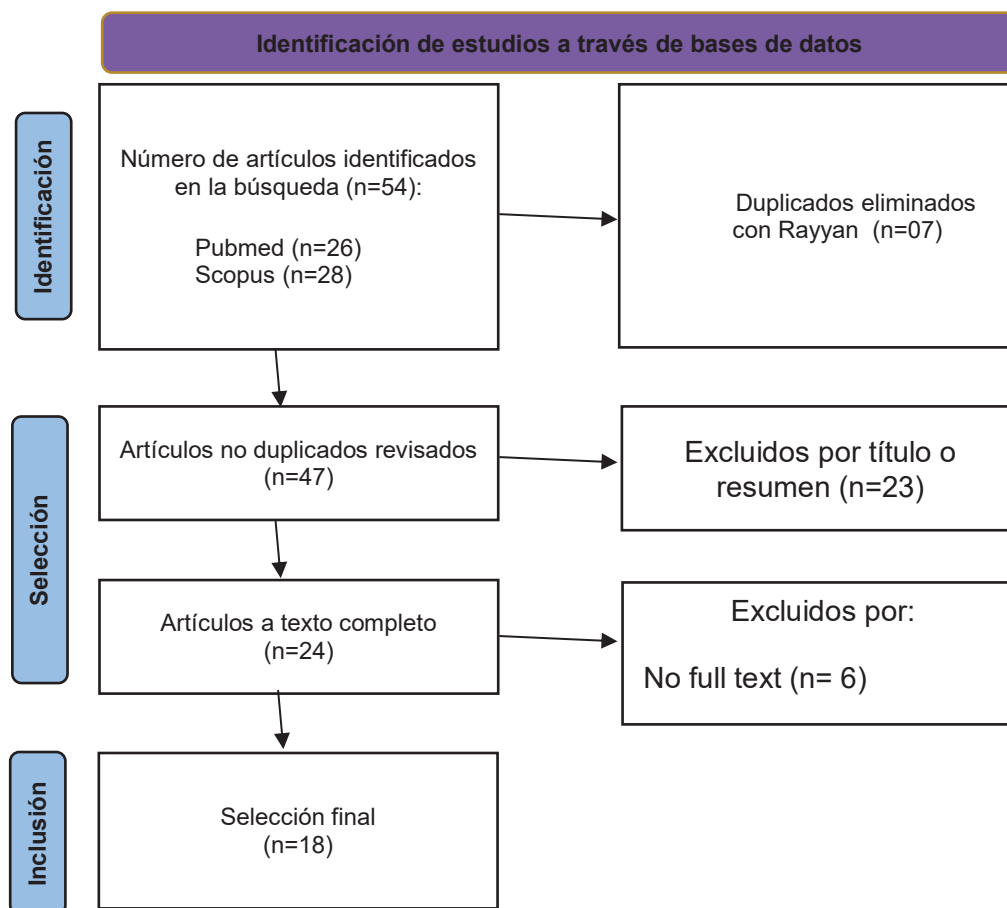 Identificación de estudios a través de bases de datos
Identificación
Número de artículos identificados
en la búsqueda (n=54):
Pubmed (n=26)
Scopus (n=28)
Duplicados eliminados
con Rayyan (n=07)
Selección
Artículos no duplicados revisados
(n=47)
Excluidos por título o
resumen (n=23)
Artículos a texto completo
(n=24)
Excluidos por:
No full text (n= 6)
Inclusión
Selección final
(n=18)